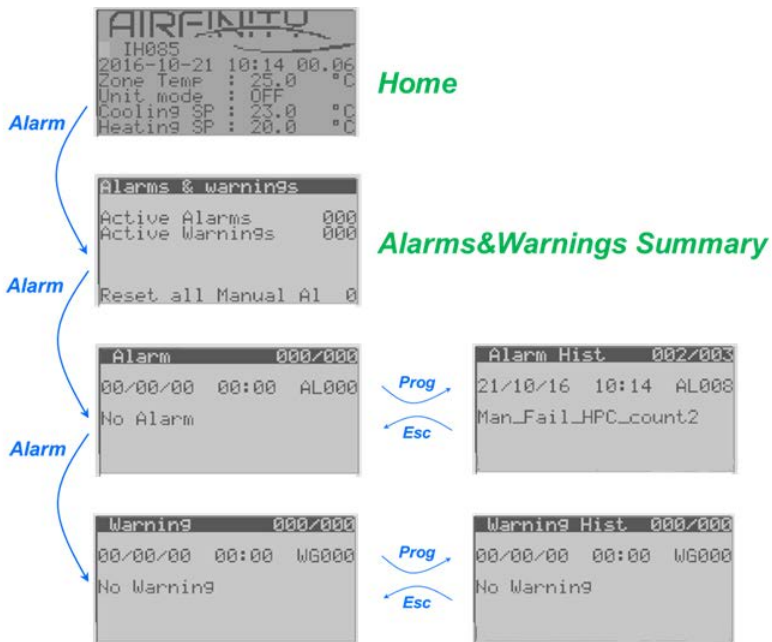 AIRFINITY
IH085
2016-10-21 10:14 00.06
Zone Temp : 25.0 °C
Unit mode : OFF
Cooling SP : 23.0 °C
Heating SP : 20.0 °C
Home
Alarm
Alarms & warnings
Active Alarms 000
Active Warnings 000
Reset all Manual Al 0
Alarms&Warnings Summary
Alarm
Alarm 000/000
00/00/00 00:00 AL000
No Alarm
Prog
Esc
Alarm Hist 002/003
21/10/16 10:14 AL008
Man_Fail_HPC_count2
Alarm
Warning 000/000
00/00/00 00:00 WG000
No Warning
Prog
Esc
Warning Hist 000/000
00/00/00 00:00 WG000
No Warning